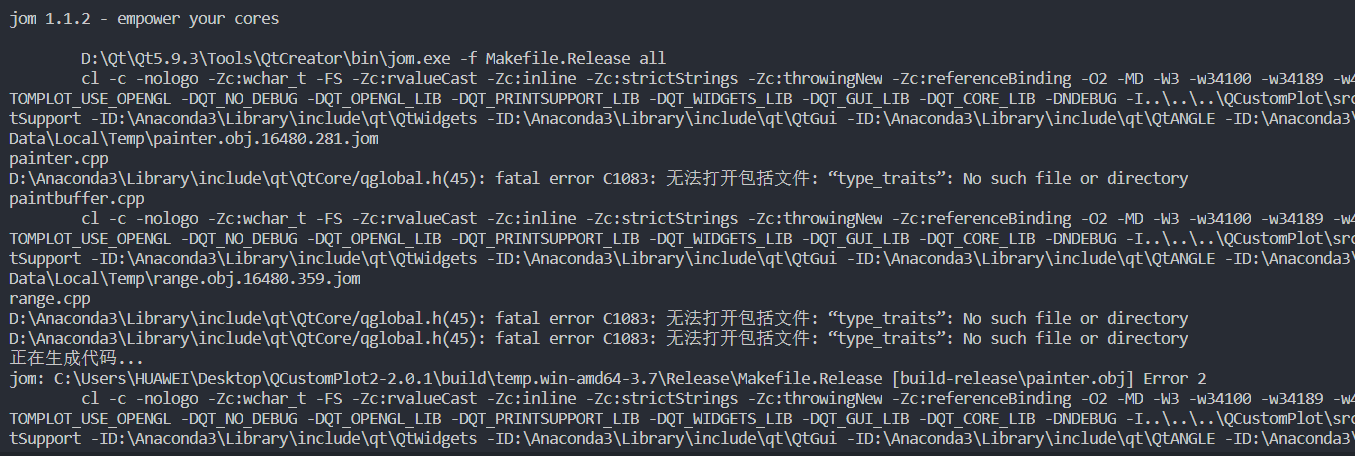 jom 1.1.2 - empower your cores
D:\Qt\Qt5.9.3\Tools\QtCreator\bin\jom.exe -f Makefile.Release all
cl -c -nologo -Zc:wchar_t -FS -Zc:rvalueCast -Zc:inline -Zc:strictStrings -Zc:throwingNew -Zc:referenceBinding -O2 -MD -W3 -w34100 -w34189 -w4
TOMPLOT_USE_OPENGL -DQT_NO_DEBUG -DQT_OPENGL_LIB -DQT_PRINTSUPPORT_LIB -DQT_WIDGETS_LIB -DQT_GUI_LIB -DQT_CORE_LIB -DNDEBUG -I..\..\..\QCustomPlot\src
tSupport -ID:\Anaconda3\Library\include\qt\QtWidgets -ID:\Anaconda3\Library\include\qt\QtGui -ID:\Anaconda3\Library\include\qt\QtANGLE -ID:\Anaconda3\
Data\Local\Temp\painter.obj.16480.281.jom
painter.cpp
D:\Anaconda3\Library\include\qt\QtCore/qglobal.h(45): fatal error C1083: 无法打开包括文件: “type_traits”: No such file or directory
paintbuffer.cpp
cl -c -nologo -Zc:wchar_t -FS -Zc:rvalueCast -Zc:inline -Zc:strictStrings -Zc:throwingNew -Zc:referenceBinding -O2 -MD -W3 -w34100 -w34189 -w4
TOMPLOT_USE_OPENGL -DQT_NO_DEBUG -DQT_OPENGL_LIB -DQT_PRINTSUPPORT_LIB -DQT_WIDGETS_LIB -DQT_GUI_LIB -DQT_CORE_LIB -DNDEBUG -I..\..\..\QCustomPlot\src
tSupport -ID:\Anaconda3\Library\include\qt\QtWidgets -ID:\Anaconda3\Library\include\qt\QtGui -ID:\Anaconda3\Library\include\qt\QtANGLE -ID:\Anaconda3\
Data\Local\Temp\range.obj.16480.359.jom
range.cpp
D:\Anaconda3\Library\include\qt\QtCore/qglobal.h(45): fatal error C1083: 无法打开包括文件: “type_traits”: No such file or directory
D:\Anaconda3\Library\include\qt\QtCore/qglobal.h(45): fatal error C1083: 无法打开包括文件: “type_traits”: No such file or directory
正在生成代码...
jom: C:\Users\HUAWEI\Desktop\QCustomPlot2-2.0.1\build\temp.win-amd64-3.7\Release\Makefile.Release [build-release\painter.obj] Error 2
cl -c -nologo -Zc:wchar_t -FS -Zc:rvalueCast -Zc:inline -Zc:strictStrings -Zc:throwingNew -Zc:referenceBinding -O2 -MD -W3 -w34100 -w34189 -w4
TOMPLOT_USE_OPENGL -DQT_NO_DEBUG -DQT_OPENGL_LIB -DQT_PRINTSUPPORT_LIB -DQT_WIDGETS_LIB -DQT_GUI_LIB -DQT_CORE_LIB -DNDEBUG -I..\..\..\QCustomPlot\src
tSupport -ID:\Anaconda3\Library\include\qt\QtWidgets -ID:\Anaconda3\Library\include\qt\QtGui -ID:\Anaconda3\Library\include\qt\QtANGLE -ID:\Anaconda3\